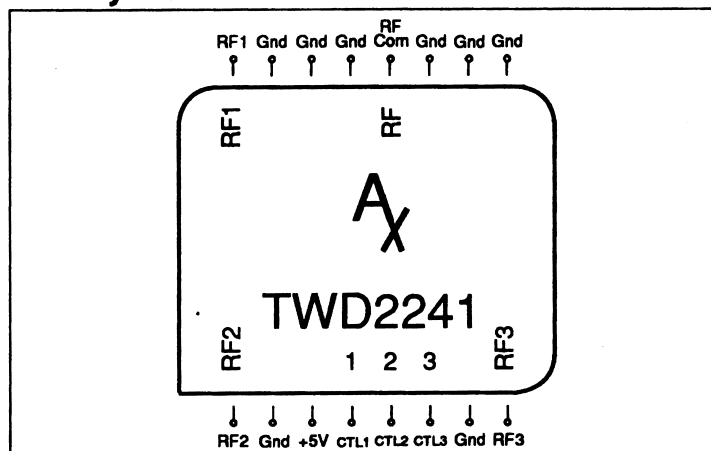 RF
RF1 Gnd Gnd Gnd Com Gnd Gnd Gnd
RF1 RF
AX
TWD2241
RF2 1 2 3 RF3
RF2 Gnd +5V CTL1 CTL2 CTL3 Gnd RF3